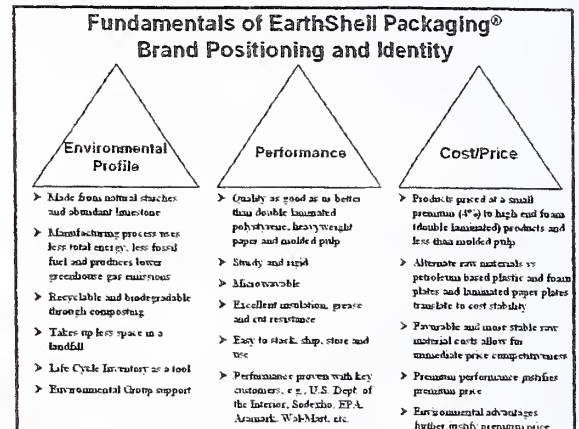 Fundamentals of EarthShell Packaging®
Brand Positioning and Identity
Environmental
Profile
➤ Made from natural starches
and abundant limestone
➤ Manufacturing process uses
less total energy, less fossil
fuel and produces lower
greenhouse gas emissions
➤ Recyclable and biodegradable
through composting
➤ Takes up less space in a
landfill
➤ Life Cycle Inventory as a tool
➤ Environmental Group support
Performance
➤ Quality as good as or better
than double laminated
polystyrene, heavyweight
paper and molded pulp
➤ Sturdy and rigid
➤ Microwavable
➤ Excellent insulation, grease
and cut resistance
➤ Easy to stack, ship, store and
use
➤ Performance proven with key
customers, e.g., U.S. Dept. of
the Interior, Sodexho, EPA,
Aramark, Wal-Mart, etc.
Cost/Price
➤ Products priced at a small
premium (4%) to high end foam
(double laminated) products and
less than molded pulp
➤ Alternate raw materials vs
petroleum based plastic and foam
plates and laminated paper plates
translate to cost stability
➤ Favorable and more stable raw
material costs allow for
immediate price competitiveness
➤ Premium performance justifies
premium price
➤ Environmental advantages
further justify premium price